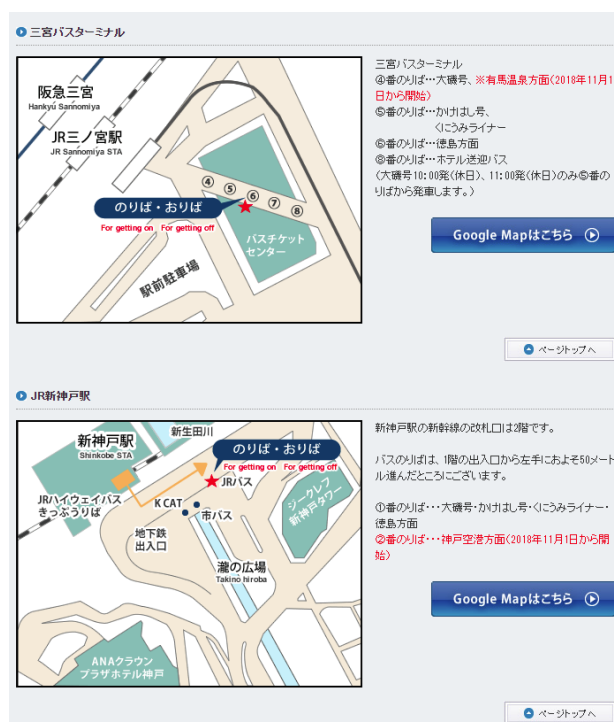 三宮バスターミナル
阪急三宮
Hankyú Sannomiya
JR三ノ宮駅
JR Sannomiya STA
④ ⑤ ⑥ ⑦ ⑧
のりば・おりば
For getting on For getting off
バスチケット
センター
駅前駐車場
三宮バスターミナル
④番のりば…大磯号、※有馬温泉方面(2018年11月1
日から開始)
⑤番のりば…かけはし号、
くにうみライナー
⑥番のりば…徳島方面
⑧番のりば…ホテル送迎バス
(大磯号10:00発(休日)、11:00発(休日)のみ⑤番の
りばから発車します。)
Google Mapはこちら
ページトップへ
JR新神戸駅
新神戸駅
Shinkobe STA
新生田川
のりば・おりば
For getting on For getting off
JRバス
JRハイウェイバス
きっぷうりば
K CAT
市バス
シークレフ
新神戸タワー
地下鉄
出入口
瀧の広場
Takino hiroba
ANAクラウン
プラザホテル神戸
新神戸駅の新幹線の改札口は2階です。
バスのりばは、1階の出入口から左手におよそ50メート
ル進んだところにございます。
①番のりば・・・大磯号・かけはし号・くにうみライナー・
徳島方面
②番のりば・・・神戸空港方面(2018年11月1日から開
始)
Google Mapはこちら
ページトップへ